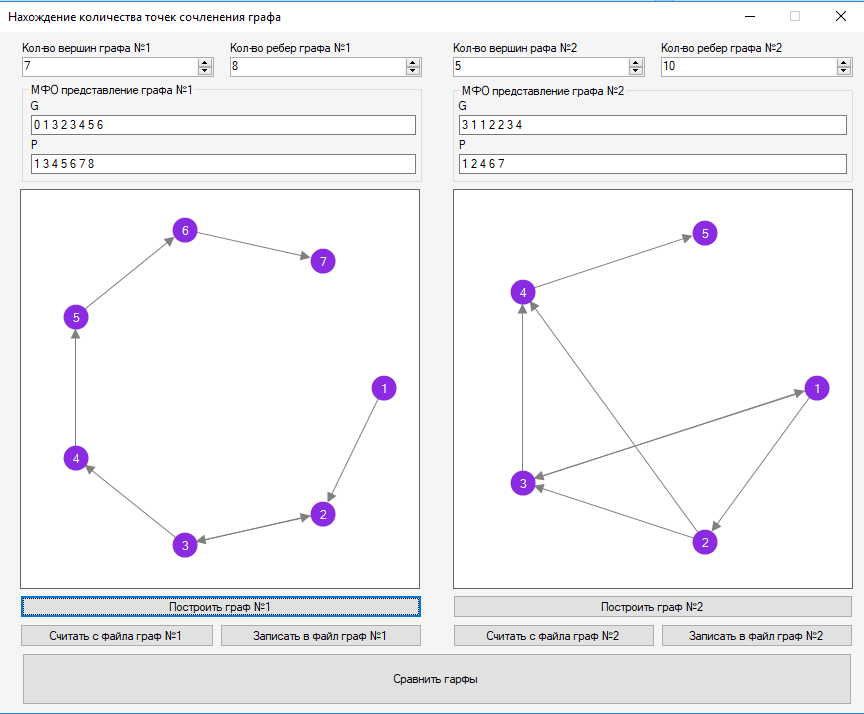 Нахождение количества точек сочленения графа
Кол-во вершин графа №1
Кол-во ребер графа №1
7
8
МФО представление графа №1
G
0 1 3 2 3 4 5 6
P
1 3 4 5 6 7 8
6
7
5
1
4
2
3
Построить граф №1
Считать с файла граф №1
Записать в файл граф №1
Кол-во вершин рафа №2
Кол-во ребер графа №2
5
10
МФО представление графа №2
G
3 1 1 2 2 3 4
P
1 2 4 6 7
5
4
1
3
2
Построить граф №2
Считать с файла граф №2
Записать в файл граф №2
Сравнить гарфы